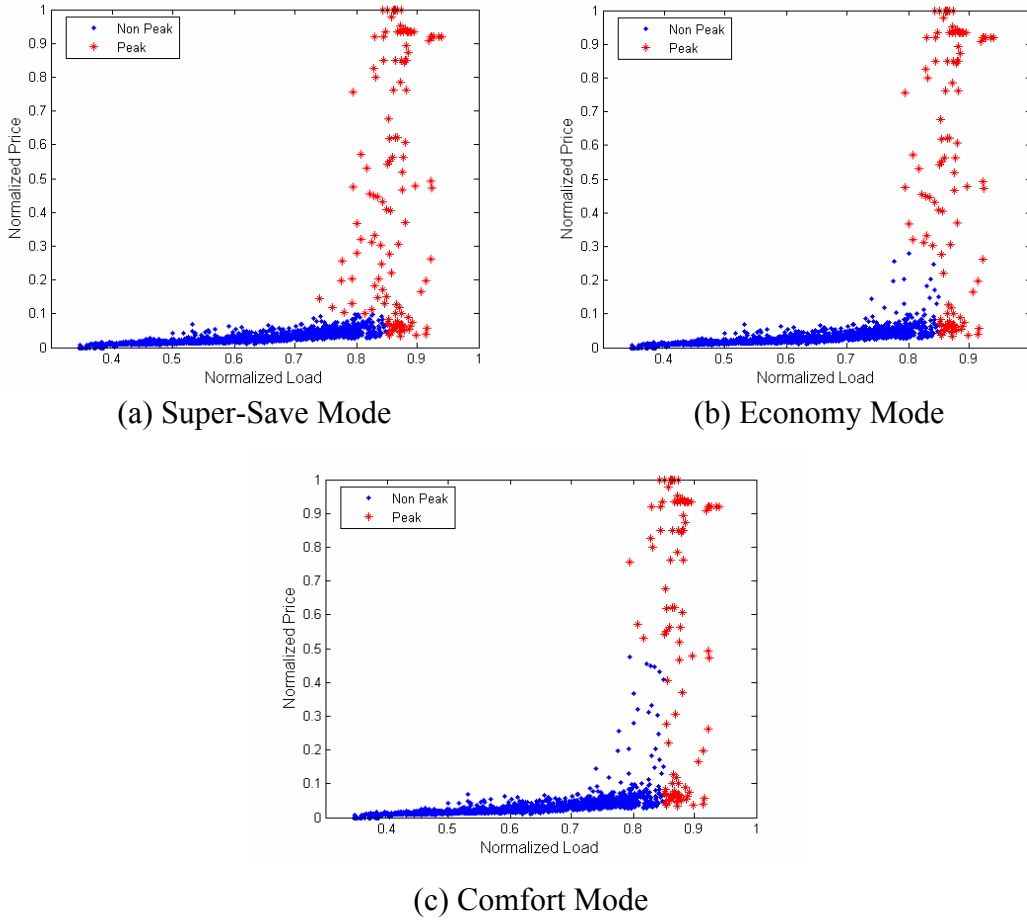 1
0.9
0.8
0.7
0.6
0.5
0.4
0.3
0.2
0.1
0
Normalized Price
Non Peak
Peak
0.4 0.5 0.6 0.7 0.8 0.9 1
Normalized Load
(a) Super-Save Mode
1
0.9
0.8
0.7
0.6
0.5
0.4
0.3
0.2
0.1
0
Normalized Price
Non Peak
Peak
0.4 0.5 0.6 0.7 0.8 0.9
Normalized Load
(b) Economy Mode
1
0.9
0.8
0.7
0.6
0.5
0.4
0.3
0.2
0.1
0
Normalized Price
Non Peak
Peak
0.4 0.5 0.6 0.7 0.8 0.9 1
Normalized Load
(c) Comfort Mode